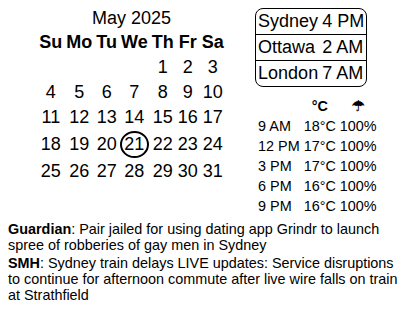 May 2025
Su Mo Tu We Th Fr Sa
1 2 3
4 5 6 7 8 9 10
11 12 13 14 15 16 17
18 19 20 21 22 23 24
25 26 27 28 29 30 31
Sydney 4 PM
Ottawa 2 AM
London 7 AM
°C ☂
9 AM 18°C 100%
12 PM 17°C 100%
3 PM 17°C 100%
6 PM 16°C 100%
9 PM 16°C 100%
Guardian: Pair jailed for using dating app Grindr to launch
spree of robberies of gay men in Sydney
SMH: Sydney train delays LIVE updates: Service disruptions
to continue for afternoon commute after live wire falls on train
at Strathfield